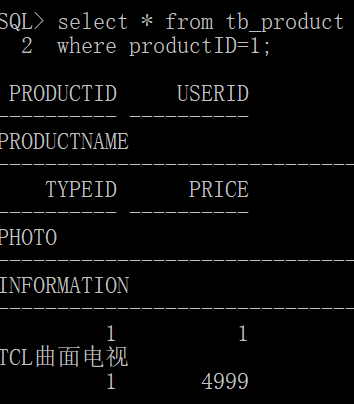 SQL> select * from tb_product
  2  where productID=1;
 PRODUCTID     USERID
---------- ----------
PRODUCTNAME
--------------------------------
    TYPEID      PRICE
---------- ----------
PHOTO
--------------------------------
INFORMATION
--------------------------------
         1          1
TCL曲面电视
         1       4999